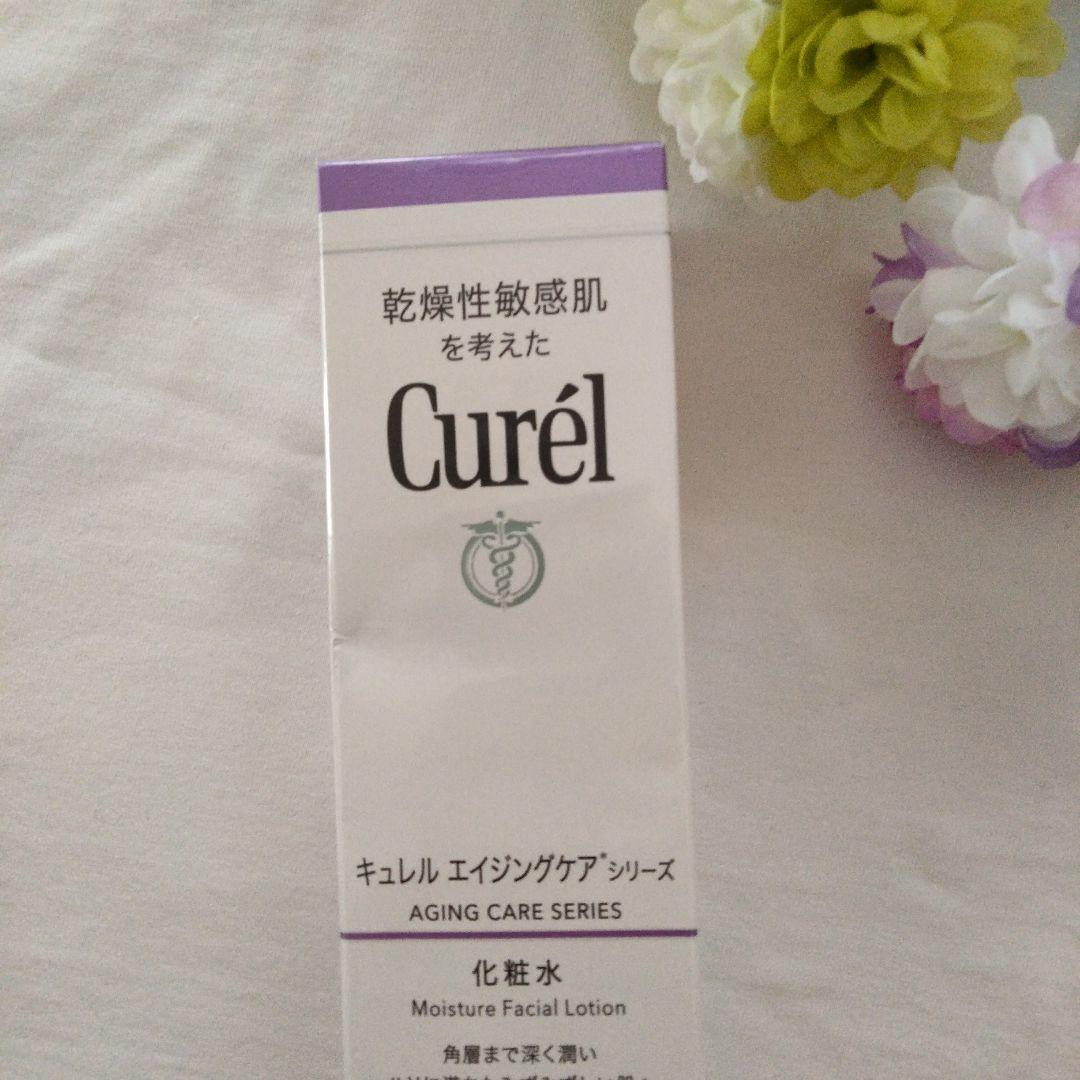 乾燥性敏感肌
を考えた
Curél
キュレル エイジングケア*シリーズ
AGING CARE SERIES
化粧水
Moisture Facial Lotion
角層まで深く潤い